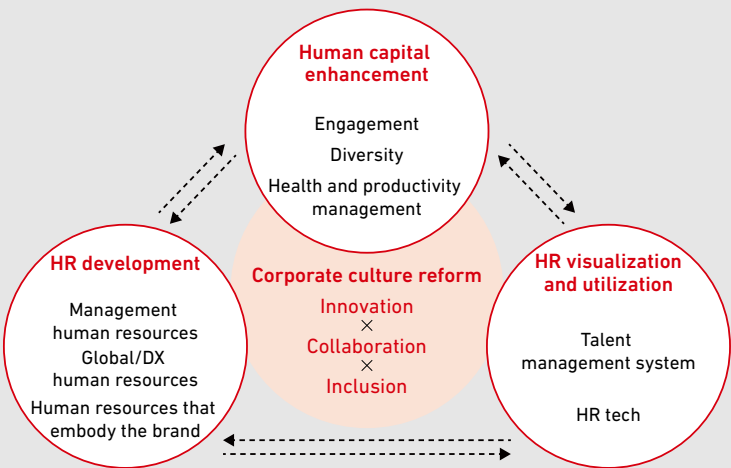 Human capital
enhancement
Engagement
Diversity
Health and productivity
management
HR development
Management
human resources
Global/DX
human resources
Human resources that
embody the brand
Corporate culture reform
Innovation
×
Collaboration
×
Inclusion
HR visualization
and utilization
Talent
management system
HR tech